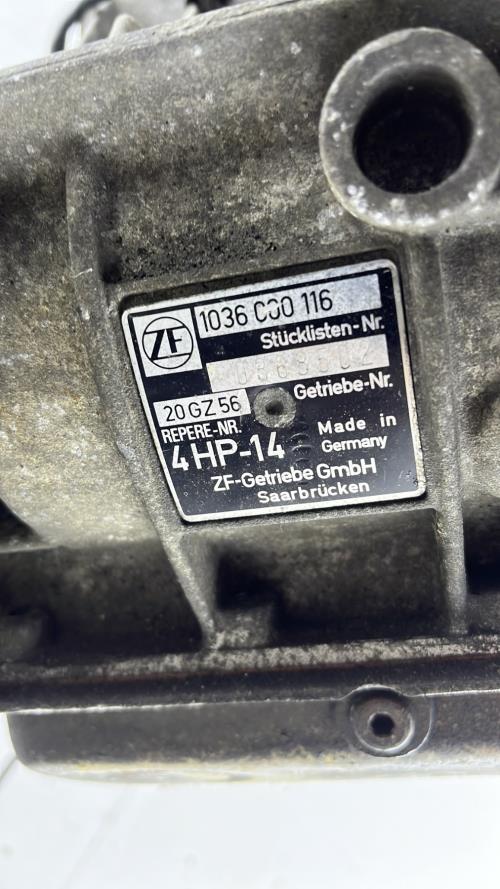 ZF
1036 000 116
Stücklisten-Nr.
Getriebe-Nr.
20 GZ 56
REPERE-NR.
4 HP-14
Made in
Germany
ZF-Getriebe GmbH
Saarbrücken